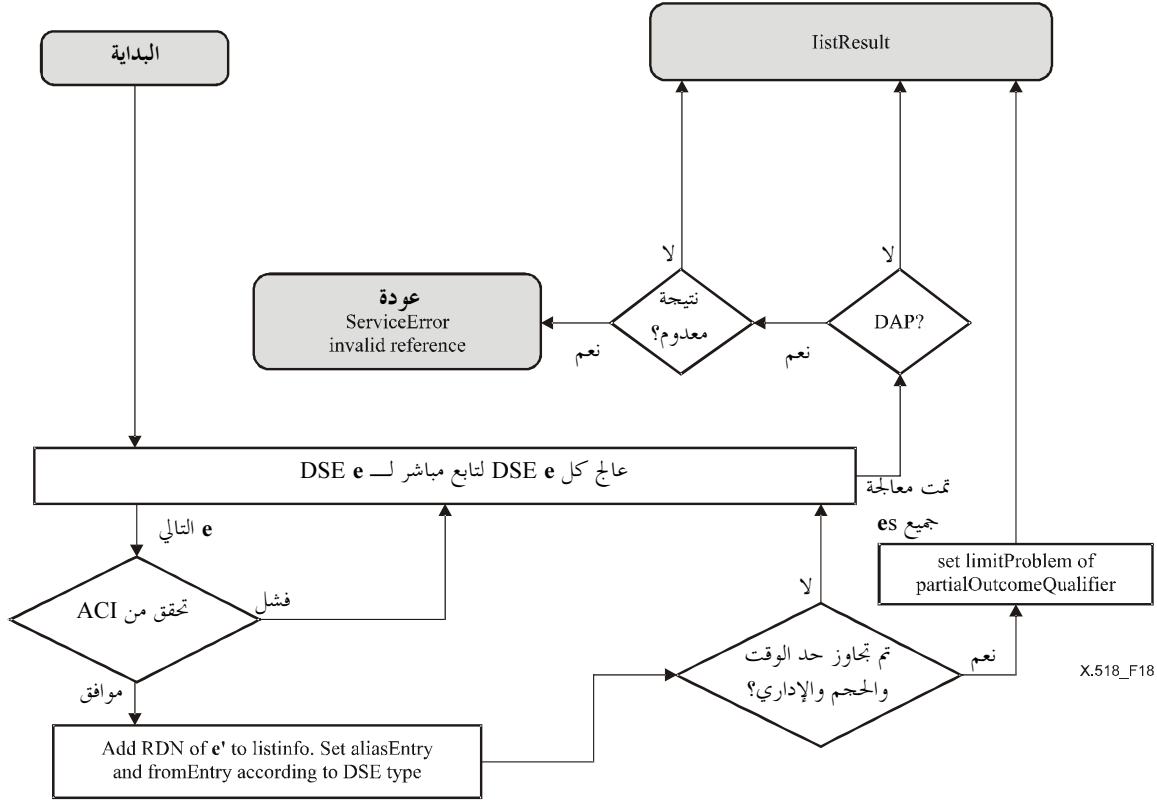 البداية
listResult
لا
لا
عودة
ServiceError
invalid reference
نتيجة
معدوم؟
DAP?
نعم
نعم
عالج كل DSE e لتابع مباشر لـــ DSE e
تمت معالجة
جميع es
e التالي
set limitProblem of
partialOutcomeQualifier
تحقق من ACI
فشل
لا
تم تجاوز حد الوقت
والحجم والإداري؟
نعم
X.518_F18
موافق
Add RDN of e' to listinfo. Set aliasEntry
and fromEntry according to DSE type